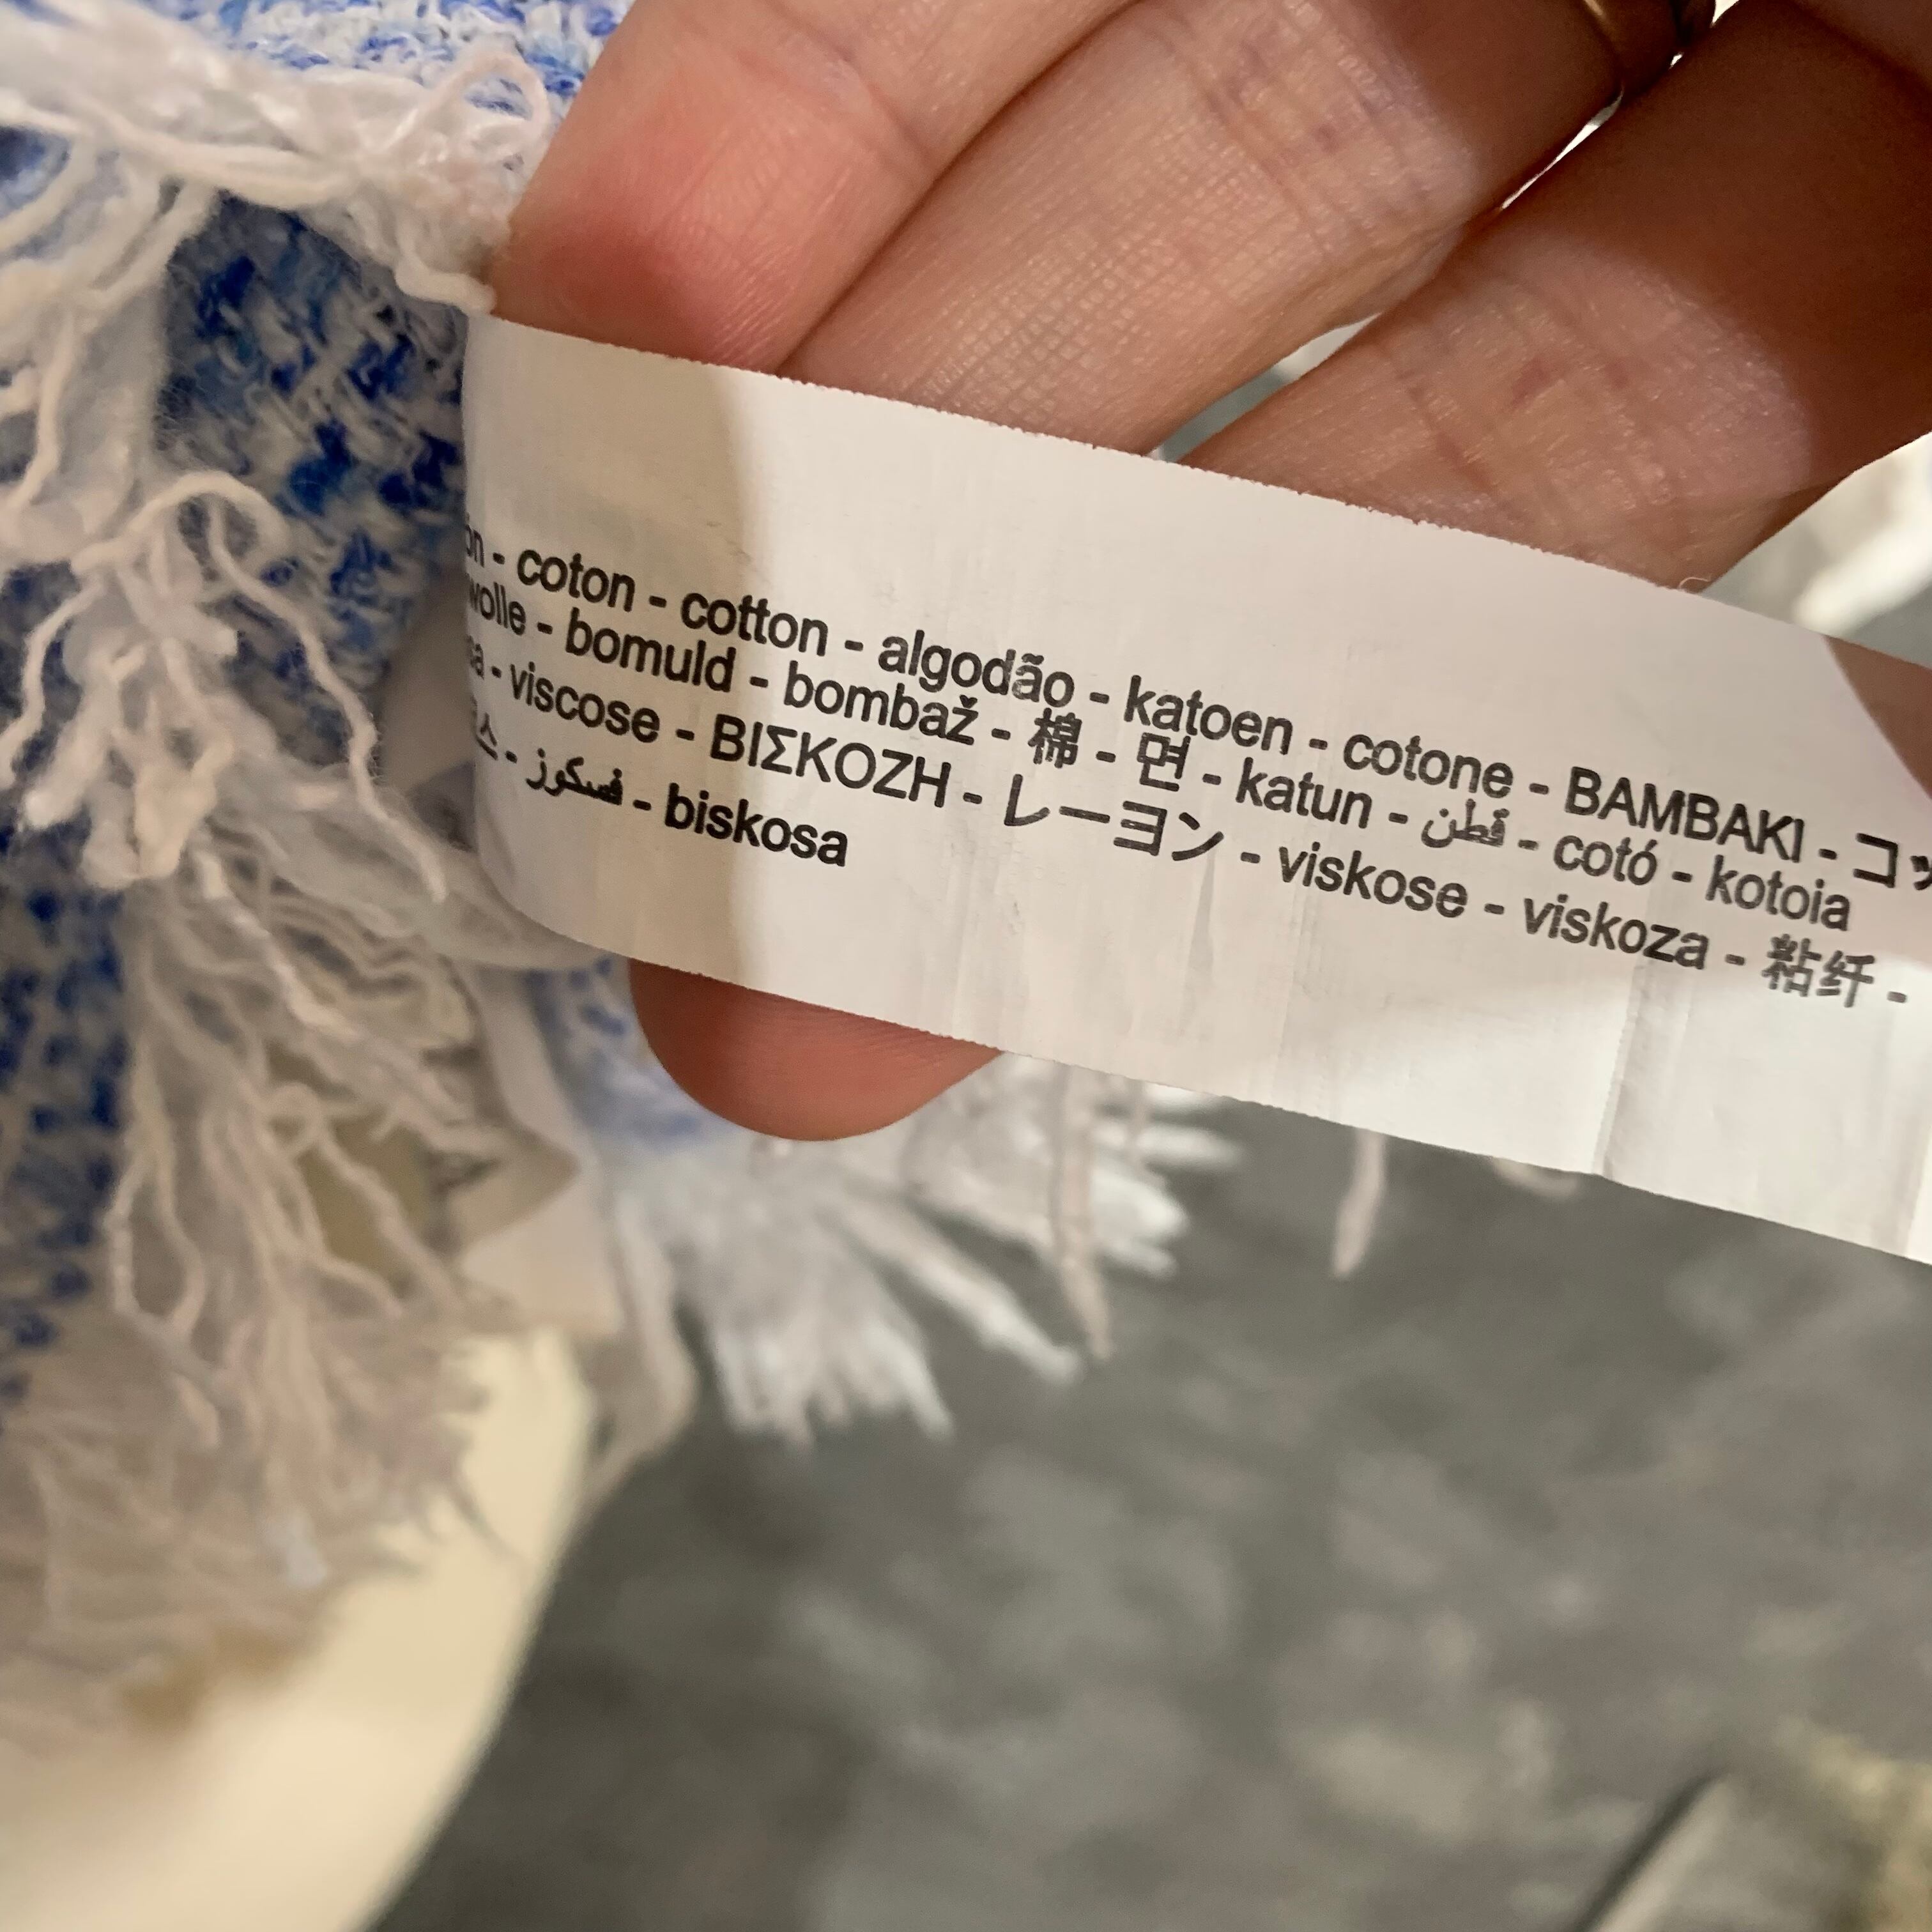 - coton - cotton - algodão - katoen - cotone - BAMBAKI -
- bomuld - bombaž - 棉 - 면 - katun - قطن - cotó - kotoia
- viscose - ΒΙΣΚΟΖΗ - レーヨン - viskose - viskoza - 粘纤 -
- فسكوز - biskosa